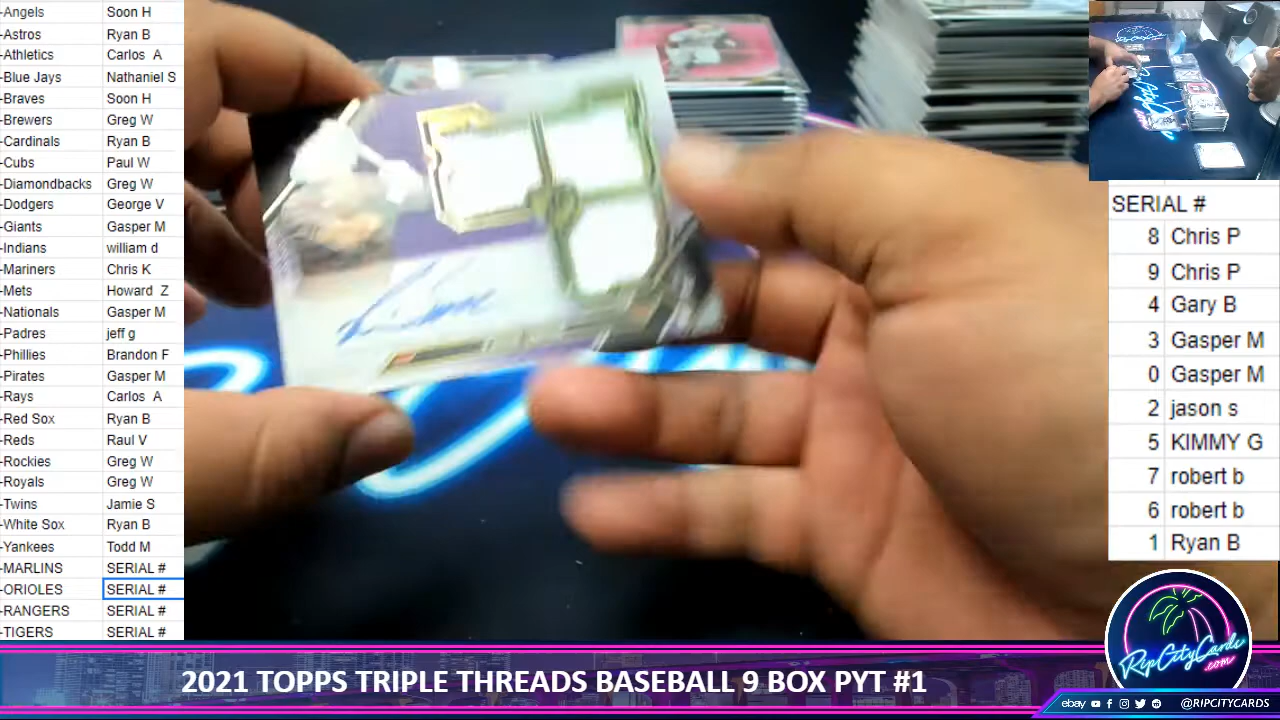 -Angels Soon H
-Astros Ryan B
-Athletics Carlos A
-Blue Jays Nathaniel S
-Braves Soon H
-Brewers Greg W
-Cardinals Ryan B
-Cubs Paul W
-Diamondbacks Greg W
-Dodgers George V
-Giants Gasper M
-Indians william d
-Mariners Chris K
-Mets Howard Z
-Nationals Gasper M
-Padres jeff g
-Phillies Brandon F
-Pirates Gasper M
-Rays Carlos A
-Red Sox Ryan B
-Reds Raul V
-Rockies Greg W
-Royals Greg W
-Twins Jamie S
-White Sox Ryan B
-Yankees Todd M
-MARLINS SERIAL #
-ORIOLES SERIAL #
-RANGERS SERIAL #
-TIGERS SERIAL #
SERIAL #
8 Chris P
9 Chris P
4 Gary B
3 Gasper M
0 Gasper M
2 jason s
5 KIMMY G
7 robert b
6 robert b
1 Ryan B
RipCityCards
.com
2021 TOPPS TRIPLE THREADS BASEBALL 9 BOX PYT #1
ebay @RIPCITYCARDS